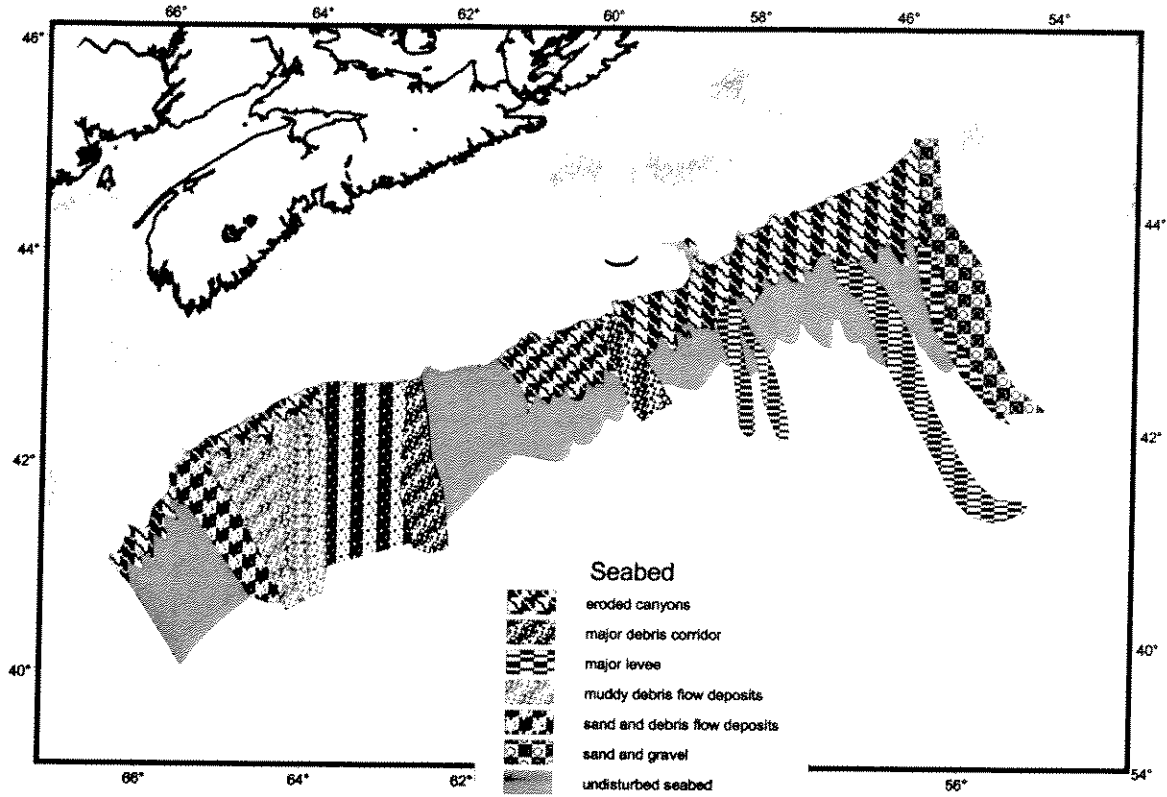 66° 64° 62° 60° 58° 46° 54°
46°
44° 44°
42° 42°
40° 40°
Seabed
eroded canyons
major debris corridor
major levee
muddy debris flow deposits
sand and debris flow deposits
sand and gravel
undisturbed seabed
66° 64° 62° 56° 54°